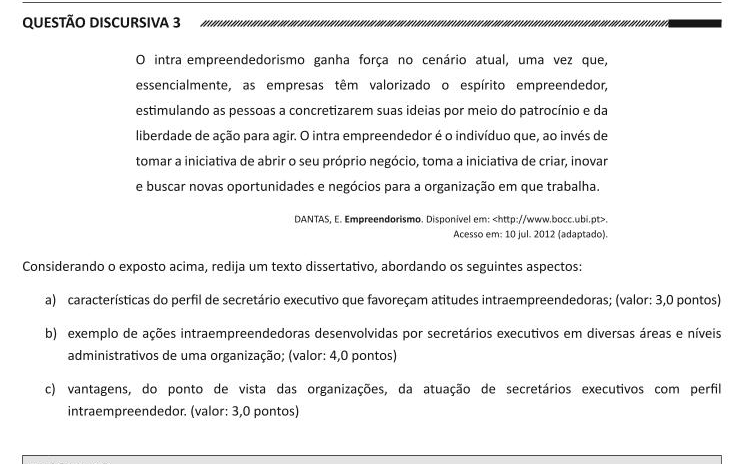 QUESTÃO DISCURSIVA 3
O intra empreendedorismo ganha força no cenário atual, uma vez que,
essencialmente, as empresas têm valorizado o espírito empreendedor,
estimulando as pessoas a concretizarem suas ideias por meio do patrocínio e da
liberdade de ação para agir. O intra empreendedor é o indivíduo que, ao invés de
tomar a iniciativa de abrir o seu próprio negócio, toma a iniciativa de criar, inovar
e buscar novas oportunidades e negócios para a organização em que trabalha.
DANTAS, E. Empreendorismo. Disponível em: <http://www.bocc.ubi.pt>.
Acesso em: 10 jul. 2012 (adaptado).
Considerando o exposto acima, redija um texto dissertativo, abordando os seguintes aspectos:
a) características do perfil de secretário executivo que favoreçam atitudes intraempreendedoras; (valor: 3,0 pontos)
b) exemplo de ações intraempreendedoras desenvolvidas por secretários executivos em diversas áreas e níveis
administrativos de uma organização; (valor: 4,0 pontos)
c) vantagens, do ponto de vista das organizações, da atuação de secretários executivos com perfil
intraempreendedor. (valor: 3,0 pontos)